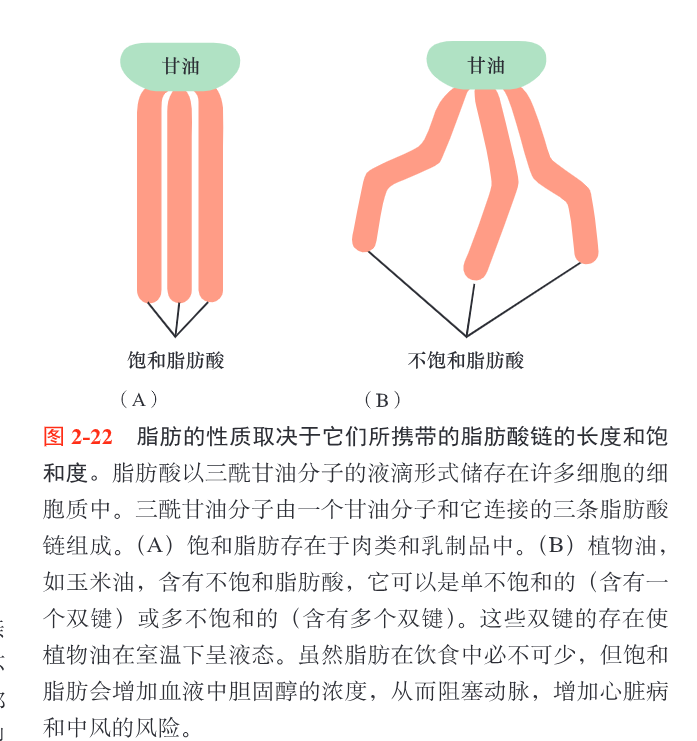 甘油
甘油
饱和脂肪酸
不饱和脂肪酸
（A）
（B）
图 2-22 脂肪的性质取决于它们所携带的脂肪酸链的长度和饱
和度。脂肪酸以三酰甘油分子的液滴形式储存在许多细胞的细
胞质中。三酰甘油分子由一个甘油分子和它连接的三条脂肪酸
链组成。（A）饱和脂肪存在于肉类和乳制品中。（B）植物油，
如玉米油，含有不饱和脂肪酸，它可以是单不饱和的（含有一
个双键）或多不饱和的（含有多个双键）。这些双键的存在使
植物油在室温下呈液态。虽然脂肪在饮食中必不可少，但饱和
脂肪会增加血液中胆固醇的浓度，从而阻塞动脉，增加心脏病
和中风的风险。